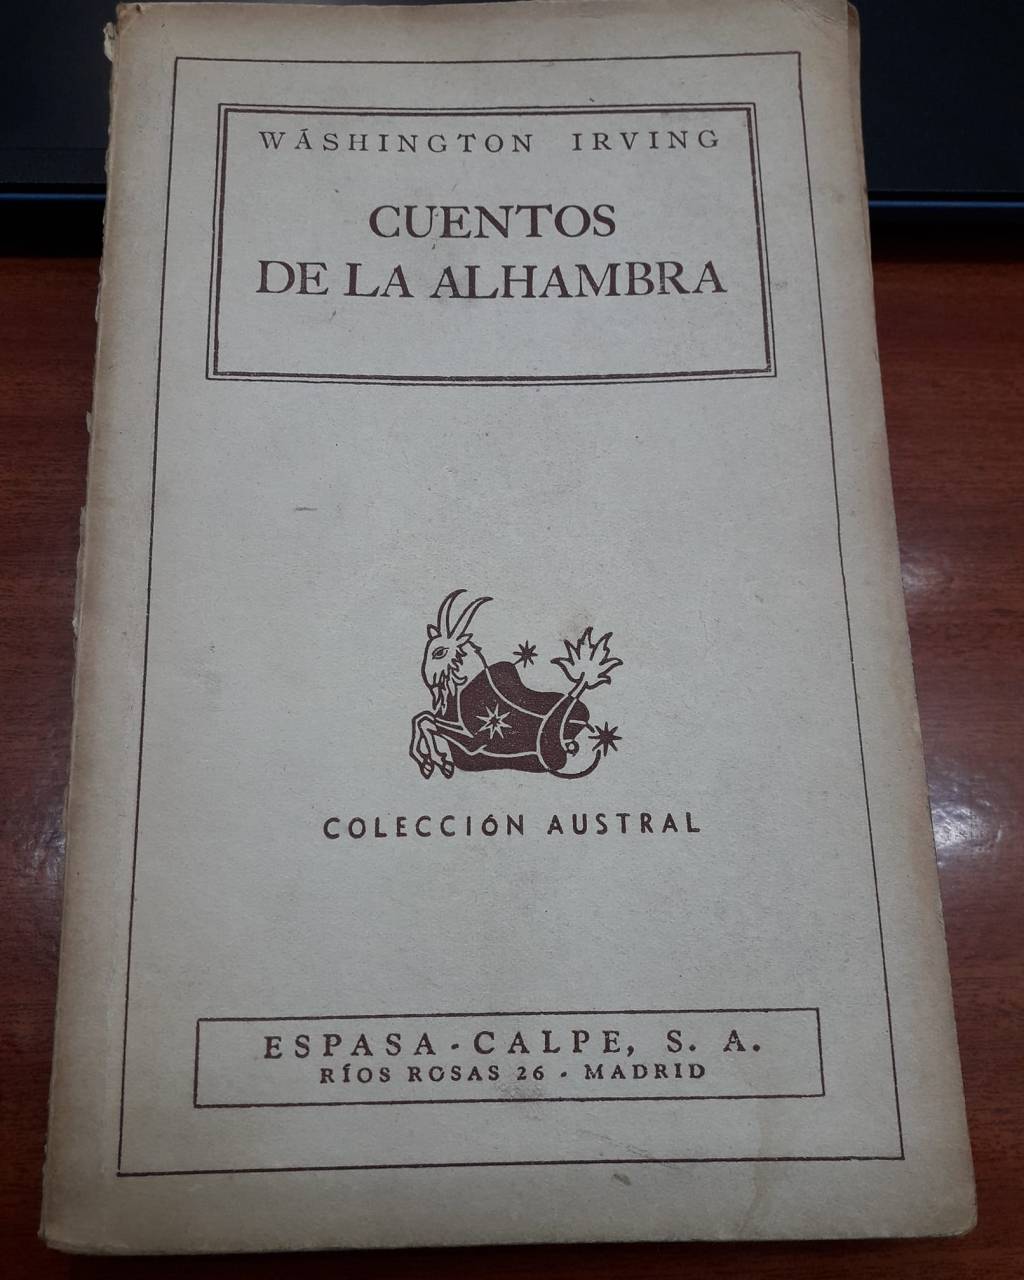 WÁSHINGTON IRVING
CUENTOS
DE LA ALHAMBRA
COLECCIÓN AUSTRAL
ESPASA-CALPE, S. A.
RÍOS ROSAS 26 - MADRID